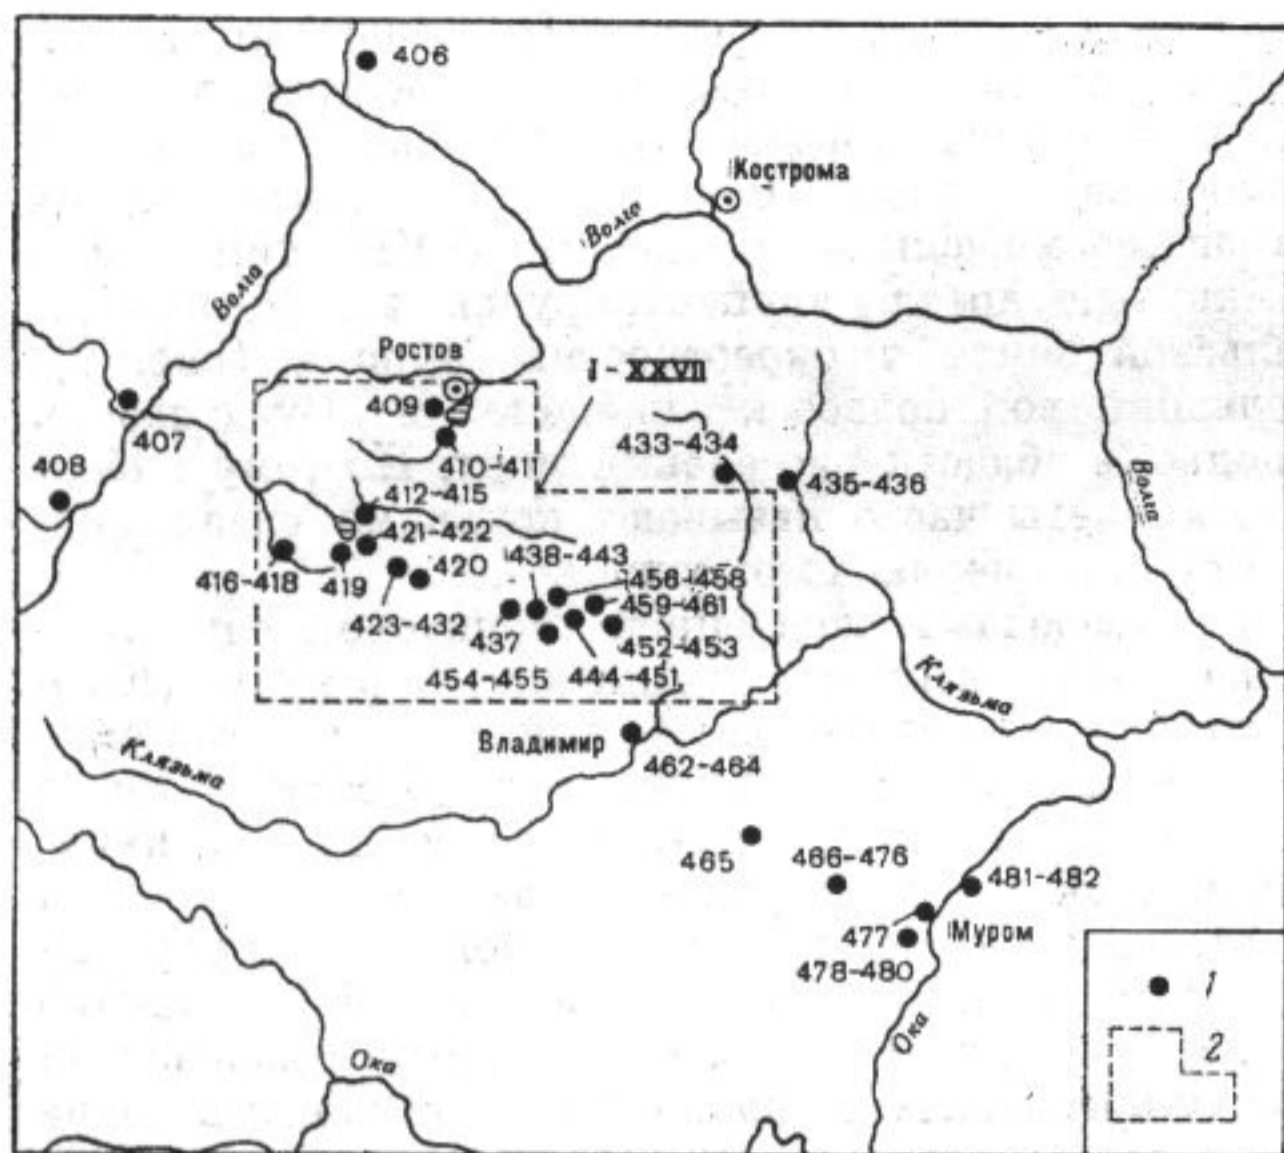 406
Кострома
Волга
Волга
Ростов
I-XXVII
409
407
433-434
408
410-411
435-436
Волга
412-415
421-422
438-443
456-458
416-418
419
420
459-461
423-432
437
452-453
454-455
444-451
Клязьма
Владимир
Клязьма
462-464
465
466-476
481-482
477
Муром
478-480
1
2
Ока
Ока